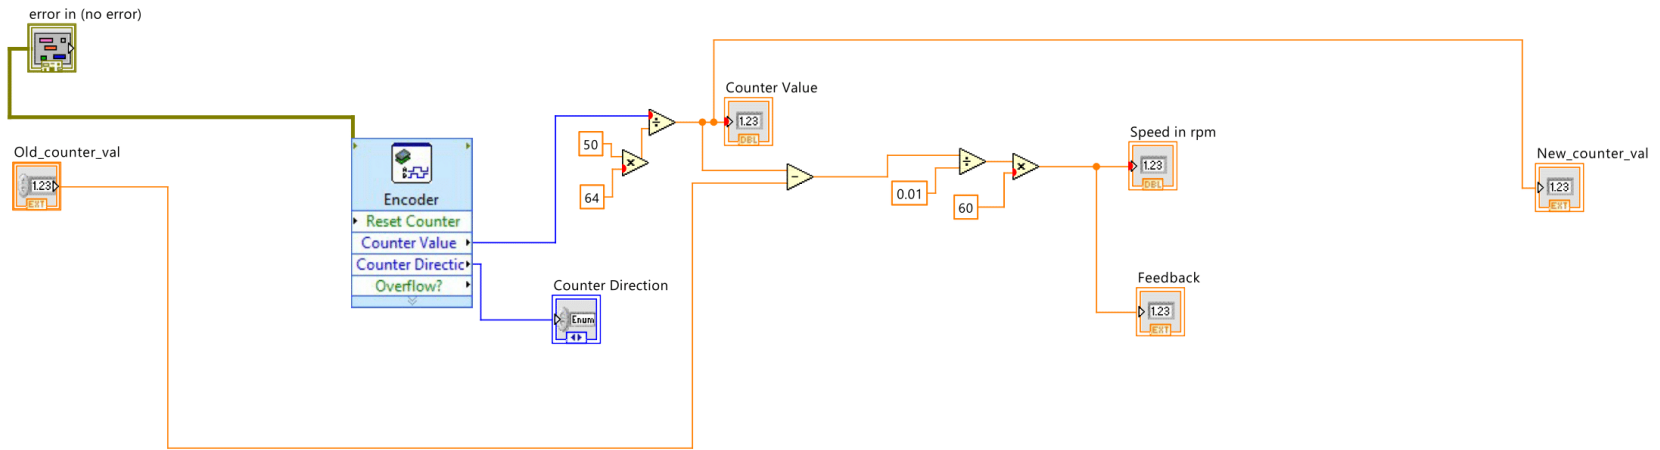 error in (no error)
Old_counter_val
1.23
EXT
Encoder
Reset Counter
Counter Value
Counter Directic
Overflow?
50
64
÷
×
Counter Value
1.23
DBL
Counter Direction
Enum
−
÷
0.01
×
60
Speed in rpm
1.23
DBL
Feedback
1.23
EXT
New_counter_val
1.23
EXT